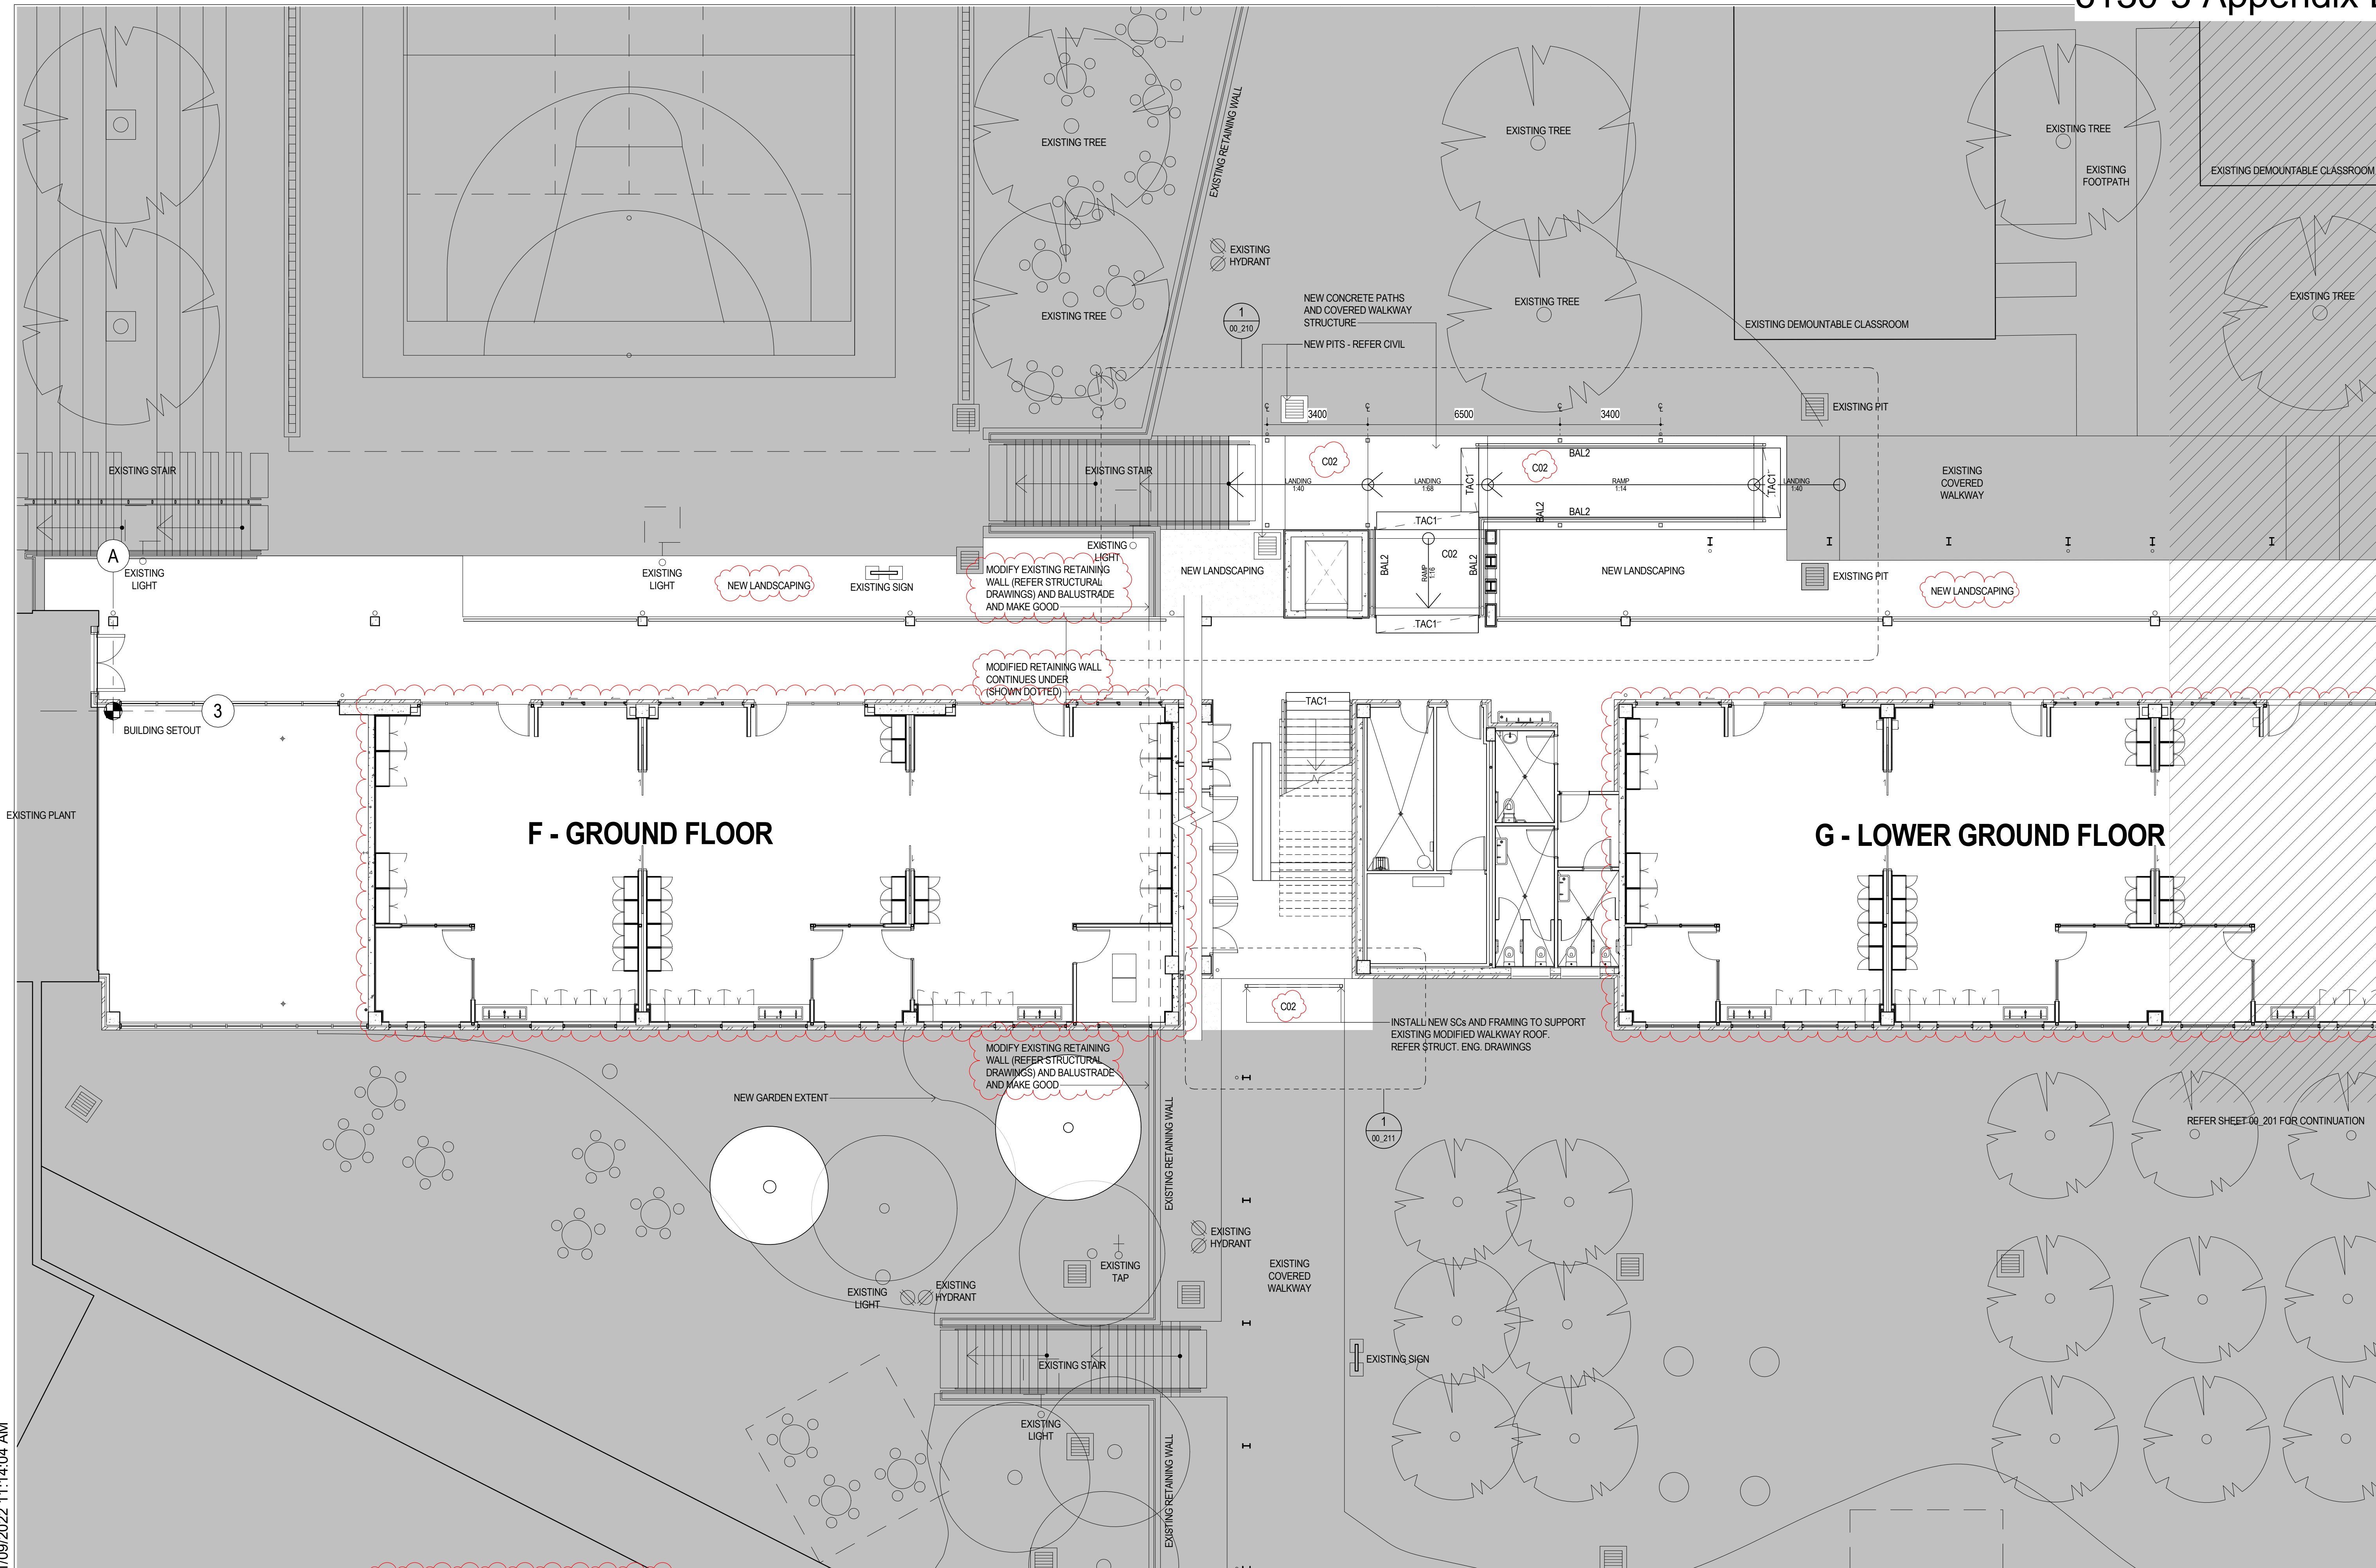 EXISTING TREE
EXISTING RETAINING WALL
EXISTING TREE
EXISTING TREE
EXISTING
FOOTPATH
EXISTING DEMOUNTABLE CLASSROOM
EXISTING
HYDRANT
EXISTING TREE
1
00_210
NEW CONCRETE PATHS
AND COVERED WALKWAY
STRUCTURE
NEW PITS - REFER CIVIL
EXISTING TREE
EXISTING DEMOUNTABLE CLASSROOM
EXISTING TREE
3400
6500
3400
EXISTING PIT
EXISTING STAIR
EXISTING STAIR
C02
C02
BAL2
LANDING
1:40
LANDING
1:68
TAC1
RAMP
1:14
TAC1
LANDING
1:40
BAL2
BAL2
EXISTING
COVERED
WALKWAY
A
EXISTING
LIGHT
EXISTING
LIGHT
NEW LANDSCAPING
EXISTING SIGN
EXISTING
LIGHT
MODIFY EXISTING RETAINING
WALL (REFER STRUCTURAL
DRAWINGS) AND BALUSTRADE
AND MAKE GOOD
NEW LANDSCAPING
TAC1
C02
BAL2
RAMP
1:16
BAL2
TAC1
NEW LANDSCAPING
EXISTING PIT
NEW LANDSCAPING
MODIFIED RETAINING WALL
CONTINUES UNDER
(SHOWN DOTTED)
3
BUILDING SETOUT
TAC1
EXISTING PLANT
F - GROUND FLOOR
G - LOWER GROUND FLOOR
C02
INSTALL NEW SCs AND FRAMING TO SUPPORT
EXISTING MODIFIED WALKWAY ROOF.
REFER STRUCT. ENG. DRAWINGS
MODIFY EXISTING RETAINING
WALL (REFER STRUCTURAL
DRAWINGS) AND BALUSTRADE
AND MAKE GOOD
NEW GARDEN EXTENT
1
00_211
REFER SHEET 00_201 FOR CONTINUATION
EXISTING RETAINING WALL
EXISTING
HYDRANT
EXISTING
TAP
EXISTING
COVERED
WALKWAY
EXISTING
LIGHT
EXISTING
HYDRANT
EXISTING STAIR
EXISTING SIGN
EXISTING
LIGHT
EXISTING RETAINING WALL
/09/2022 11:14:04 AM